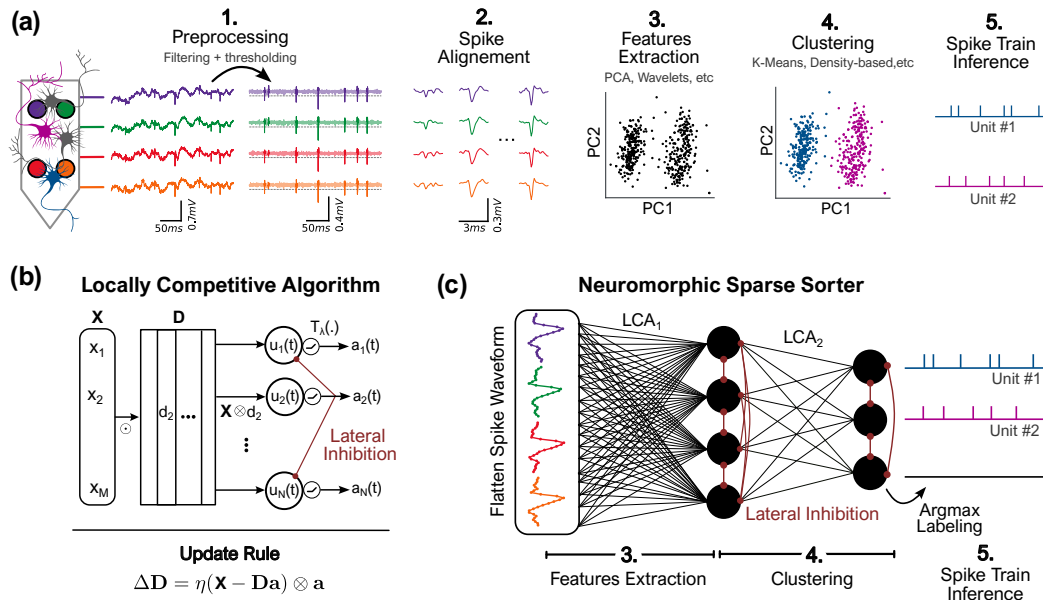 (a)
1.
Preprocessing
Filtering + thresholding
50ms
0.7mV
50ms
0.4mV
2.
Spike
Alignement
...
3ms
0.3mV
3.
Features
Extraction
PCA, Wavelets, etc
PC2
PC1
4.
Clustering
K-Means, Density-based,etc
PC2
PC1
5.
Spike Train
Inference
Unit #1
Unit #2
(b)
Locally Competitive Algorithm
X
D
x₁
x₂
x_M
⊙
d₂
...
X⊗d₂
...
T_λ(.)
u₁(t)
a₁(t)
u₂(t)
a₂(t)
u_N(t)
a_N(t)
Lateral
Inhibition
Update Rule
ΔD = η(X − Da) ⊗ a
(c)
Neuromorphic Sparse Sorter
Flatten Spike Waveform
LCA₁
LCA₂
Lateral Inhibition
Unit #1
Unit #2
Argmax
Labeling
3.
Features Extraction
4.
Clustering
5.
Spike Train
Inference